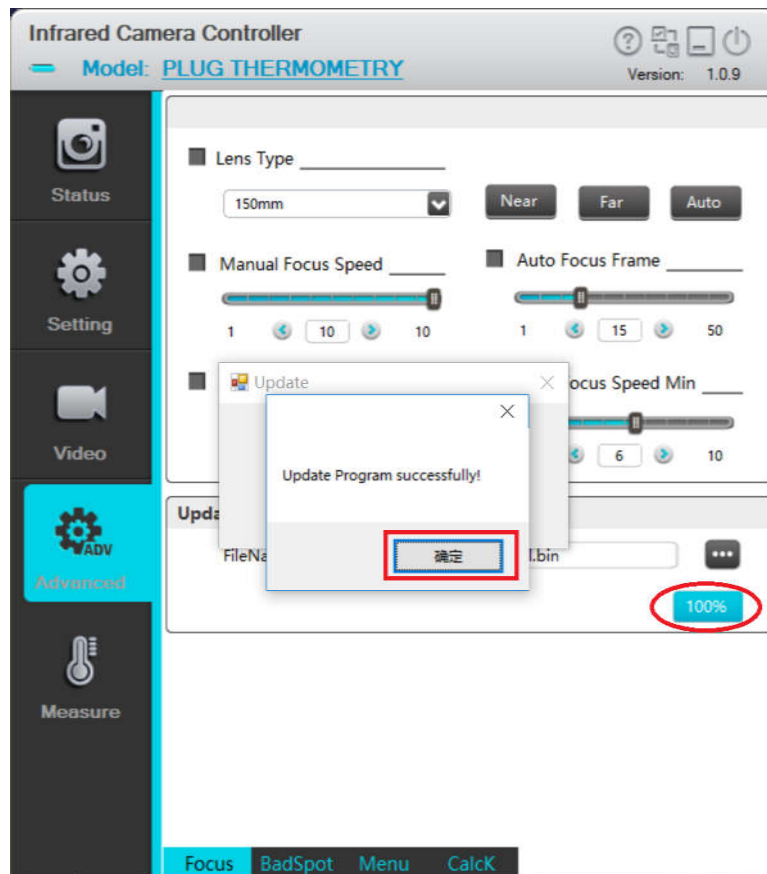 Infrared Camera Controller
Model: PLUG THERMOMETRY
Version: 1.0.9
Status
Setting
Video
ADV
Advanced
Measure
Lens Type
150mm
Near Far Auto
Manual Focus Speed
Auto Focus Frame
1 10 10
1 15 50
Update
ocus Speed Min
6 10
Update Program successfully!
确定
Upda
FileNa
.bin
100%
Focus BadSpot Menu CalcK